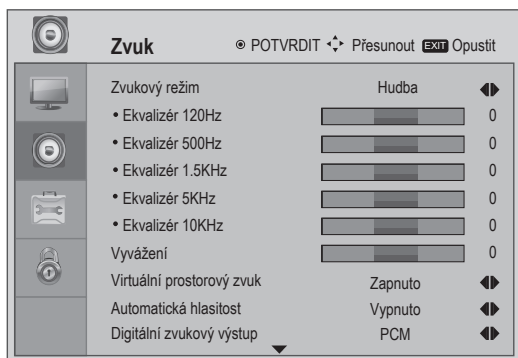 Zvuk POTVRDIT Přesunout EXIT Opustit
Zvukový režim Hudba
• Ekvalizér 120Hz 0
• Ekvalizér 500Hz 0
• Ekvalizér 1.5KHz 0
• Ekvalizér 5KHz 0
• Ekvalizér 10KHz 0
Vyvážení 0
Virtuální prostorový zvuk Zapnuto
Automatická hlasitost Vypnuto
Digitální zvukový výstup PCM